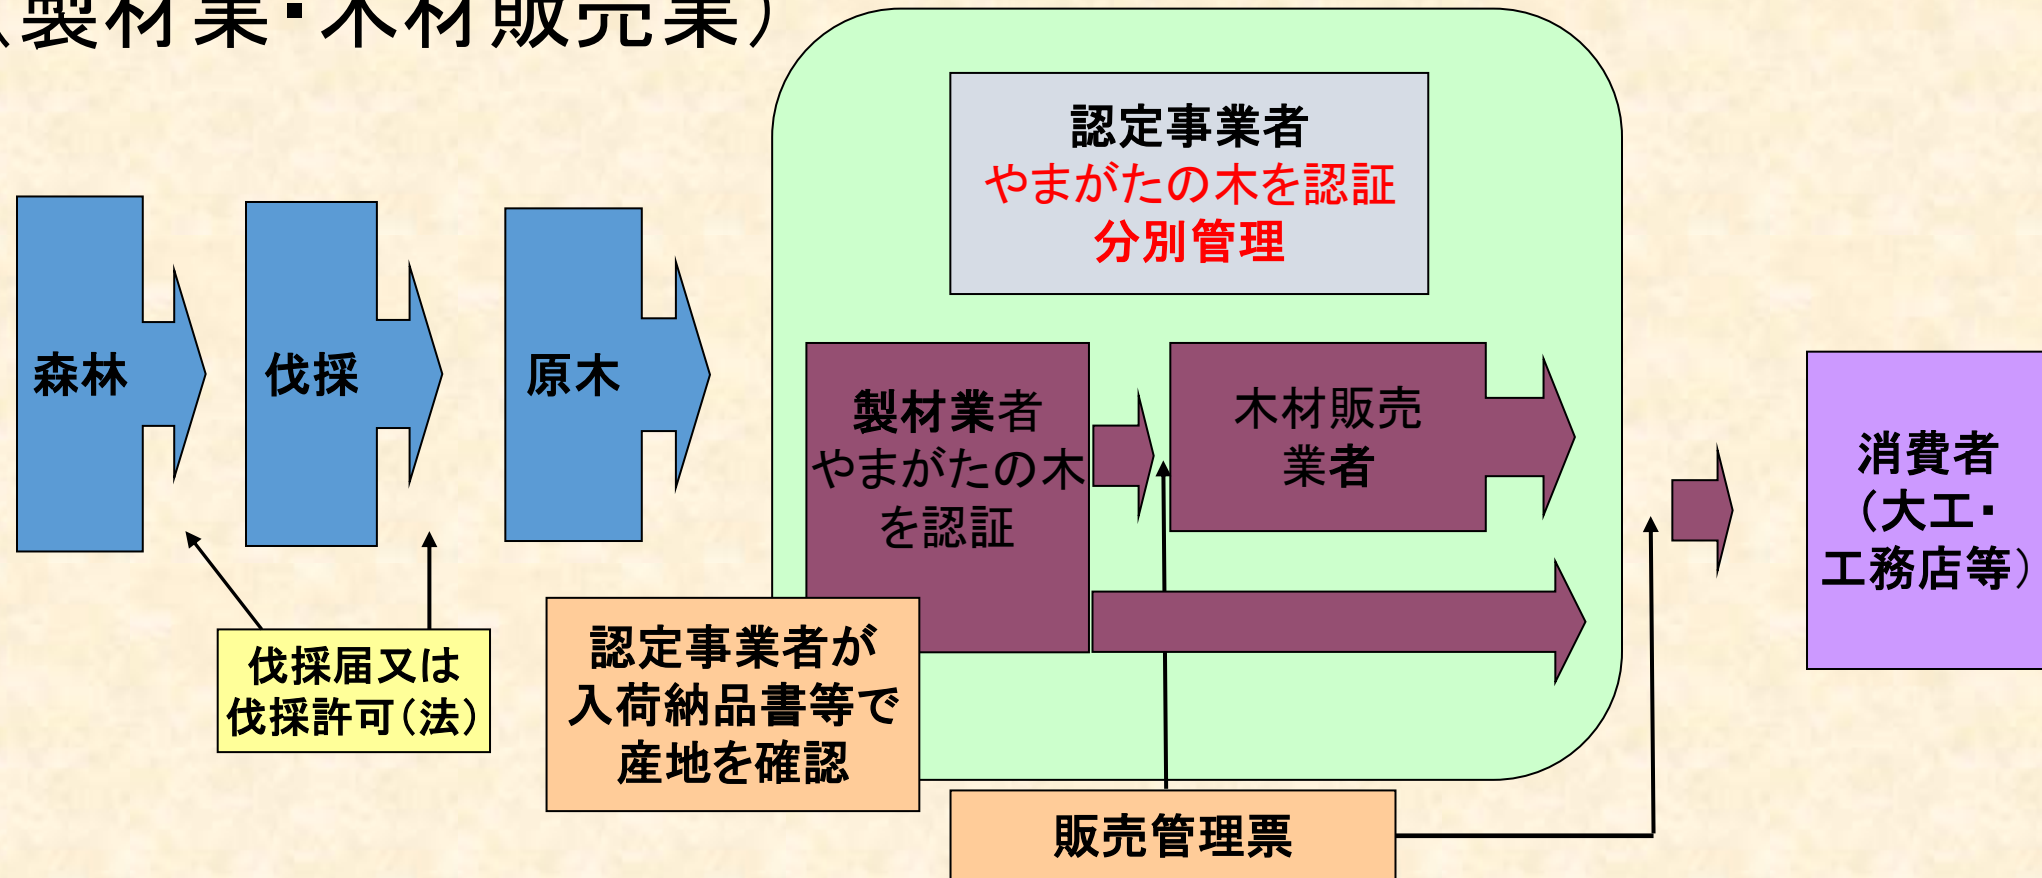 （製材業・木材販売業）
認定事業者
やまがたの木を認証
分別管理
森林
伐採
原木
製材業者
やまがたの木
を認証
木材販売
業者
消費者
（大工・
工務店等）
伐採届又は
伐採許可（法）
認定事業者が
入荷納品書等で
産地を確認
販売管理票